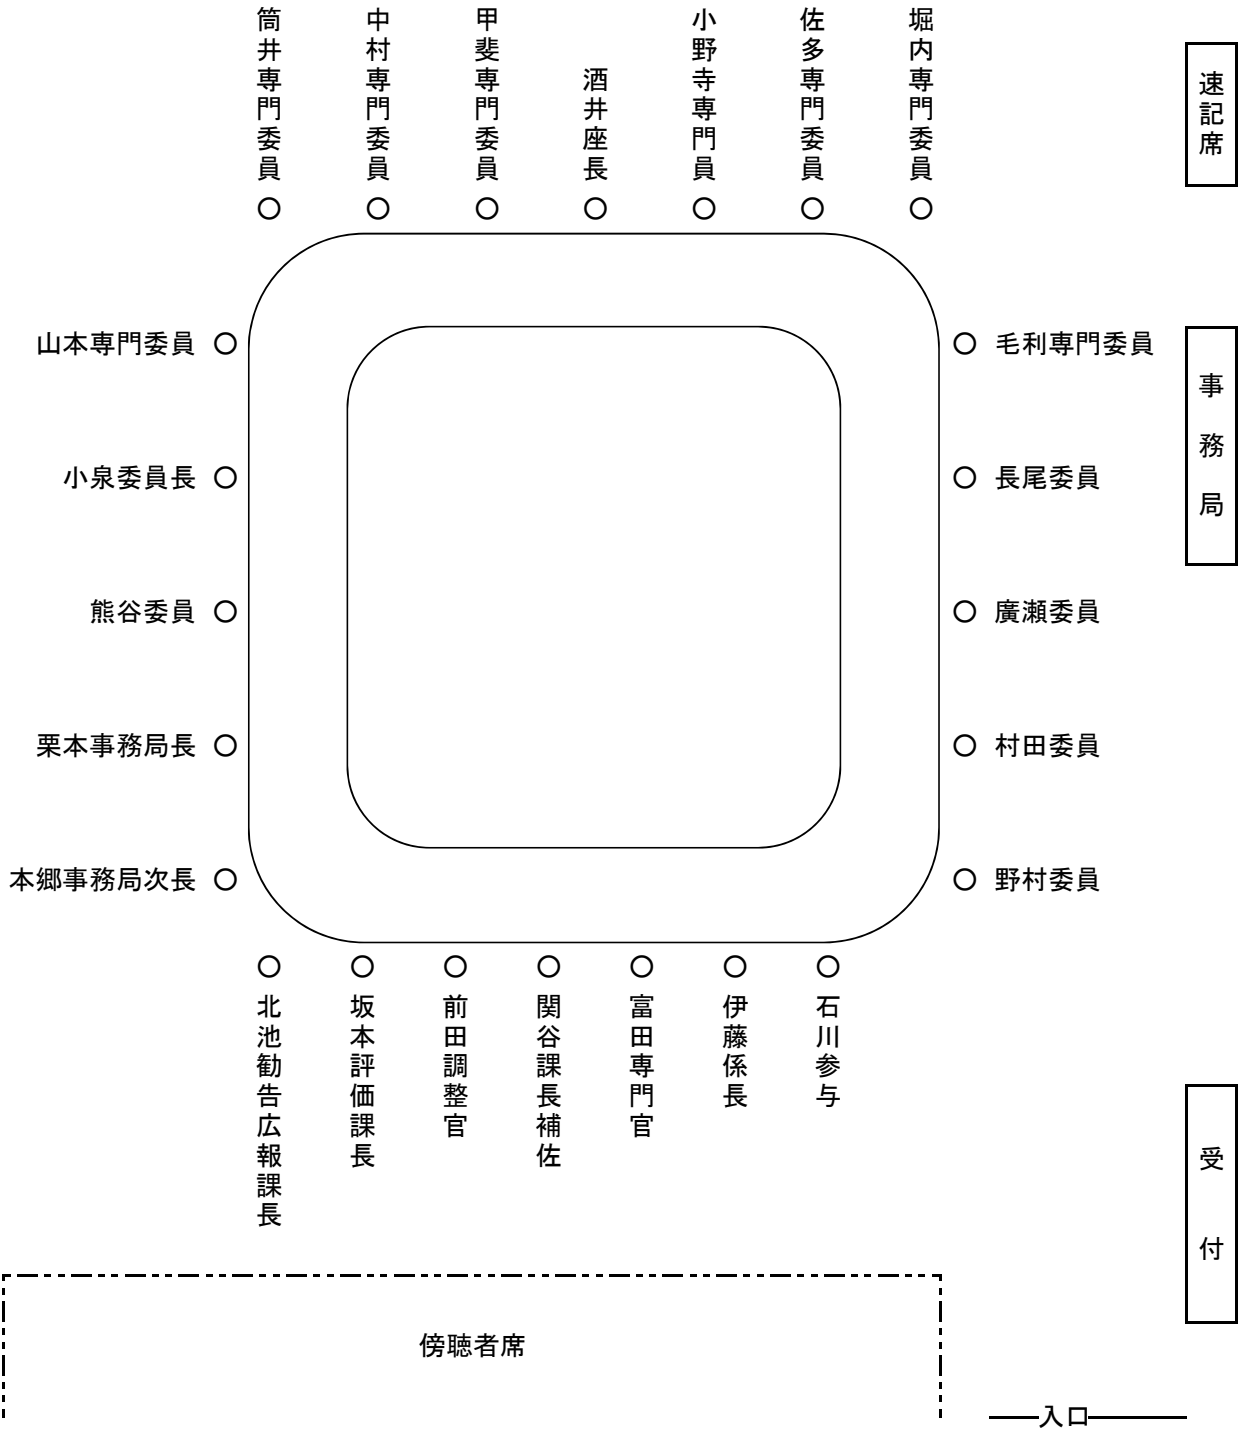 筒井専門委員
中村専門委員
甲斐専門委員
酒井座長
小野寺専門員
佐多専門委員
堀内専門委員
速記席
山本専門委員
毛利専門委員
事務局
小泉委員長
長尾委員
熊谷委員
廣瀬委員
栗本事務局長
村田委員
本郷事務局次長
野村委員
北池勧告広報課長
坂本評価課長
前田調整官
関谷課長補佐
富田専門官
伊藤係長
石川参与
受付
傍聴者席
入口